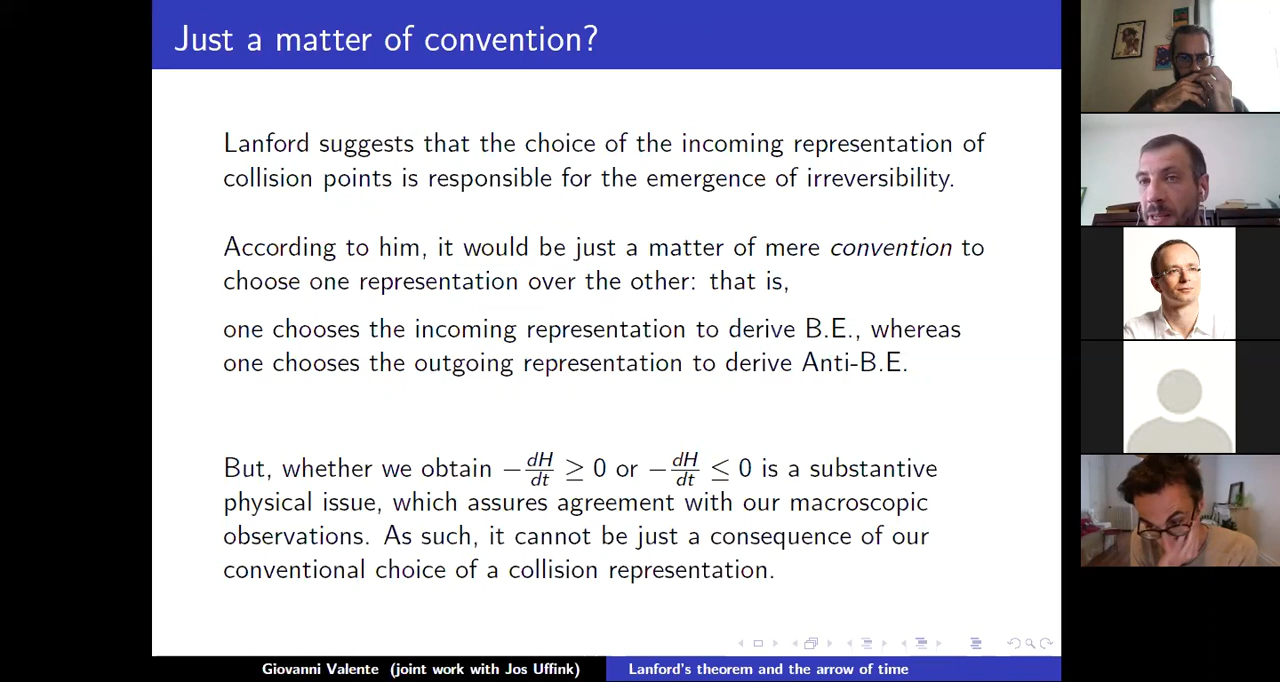 Just a matter of convention?
Lanford suggests that the choice of the incoming representation of
collision points is responsible for the emergence of irreversibility.
According to him, it would be just a matter of mere convention to
choose one representation over the other: that is,
one chooses the incoming representation to derive B.E., whereas
one chooses the outgoing representation to derive Anti-B.E.
But, whether we obtain −dH/dt ≥ 0 or −dH/dt ≤ 0 is a substantive
physical issue, which assures agreement with our macroscopic
observations. As such, it cannot be just a consequence of our
conventional choice of a collision representation.
Giovanni Valente (joint work with Jos Uffink) Lanford's theorem and the arrow of time